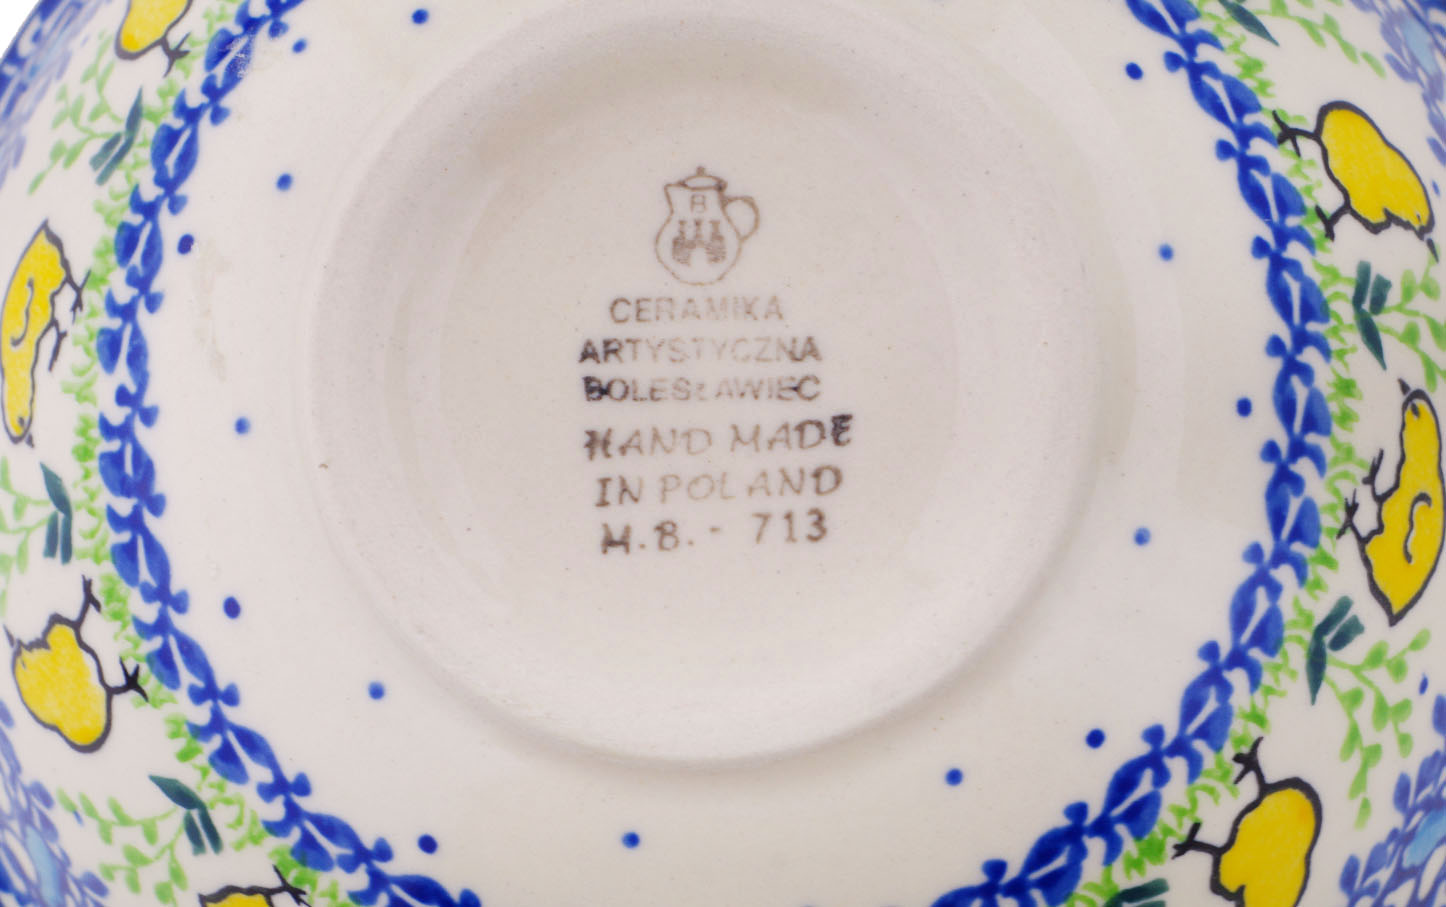 B
CERAMIKA
ARTYSTYCZNA
BOLESŁAWIEC
HAND MADE
IN POLAND
M.B.- 713